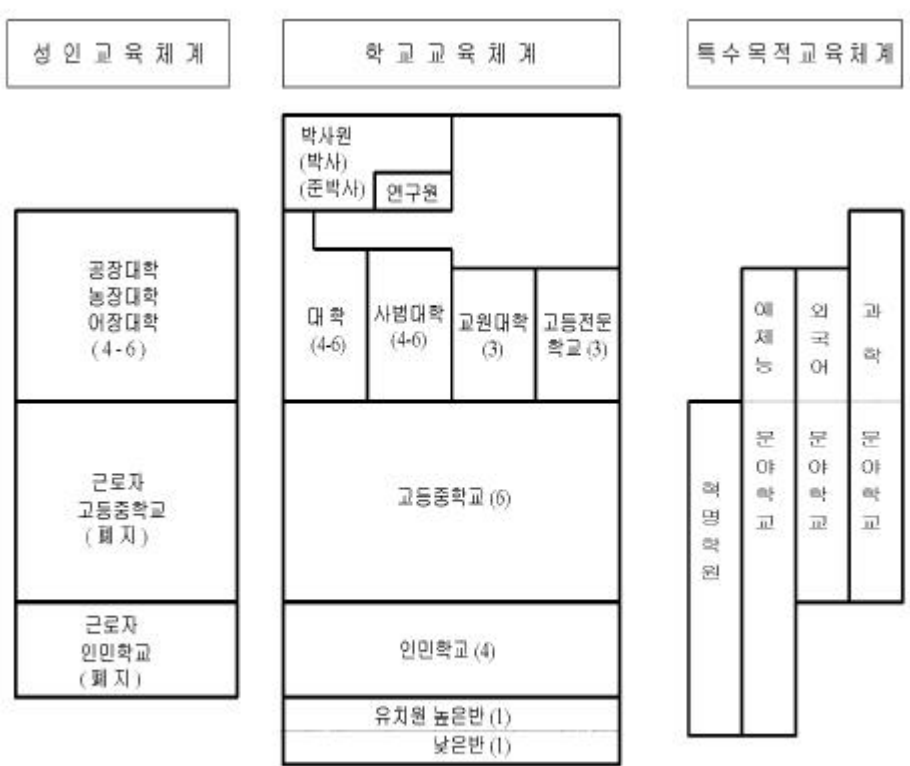 성 인 교 육 체 계
학 교 교 육 체 계
특 수 목 적 교 육 체 계
박사원
(박사)
(준박사)
연구원
공장대학
농장대학
어장대학
(4-6)
대 학
(4-6)
사범대학
(4-6)
교원대학
(3)
고등전문
학교 (3)
예체능
외국어
과학
근로자
고등중학교
(폐 지)
고등중학교 (6)
혁명학원
분야학교
분야학교
분야학교
근로자
인민학교
(폐 지)
인민학교 (4)
유치원 높은반 (1)
낮은반 (1)